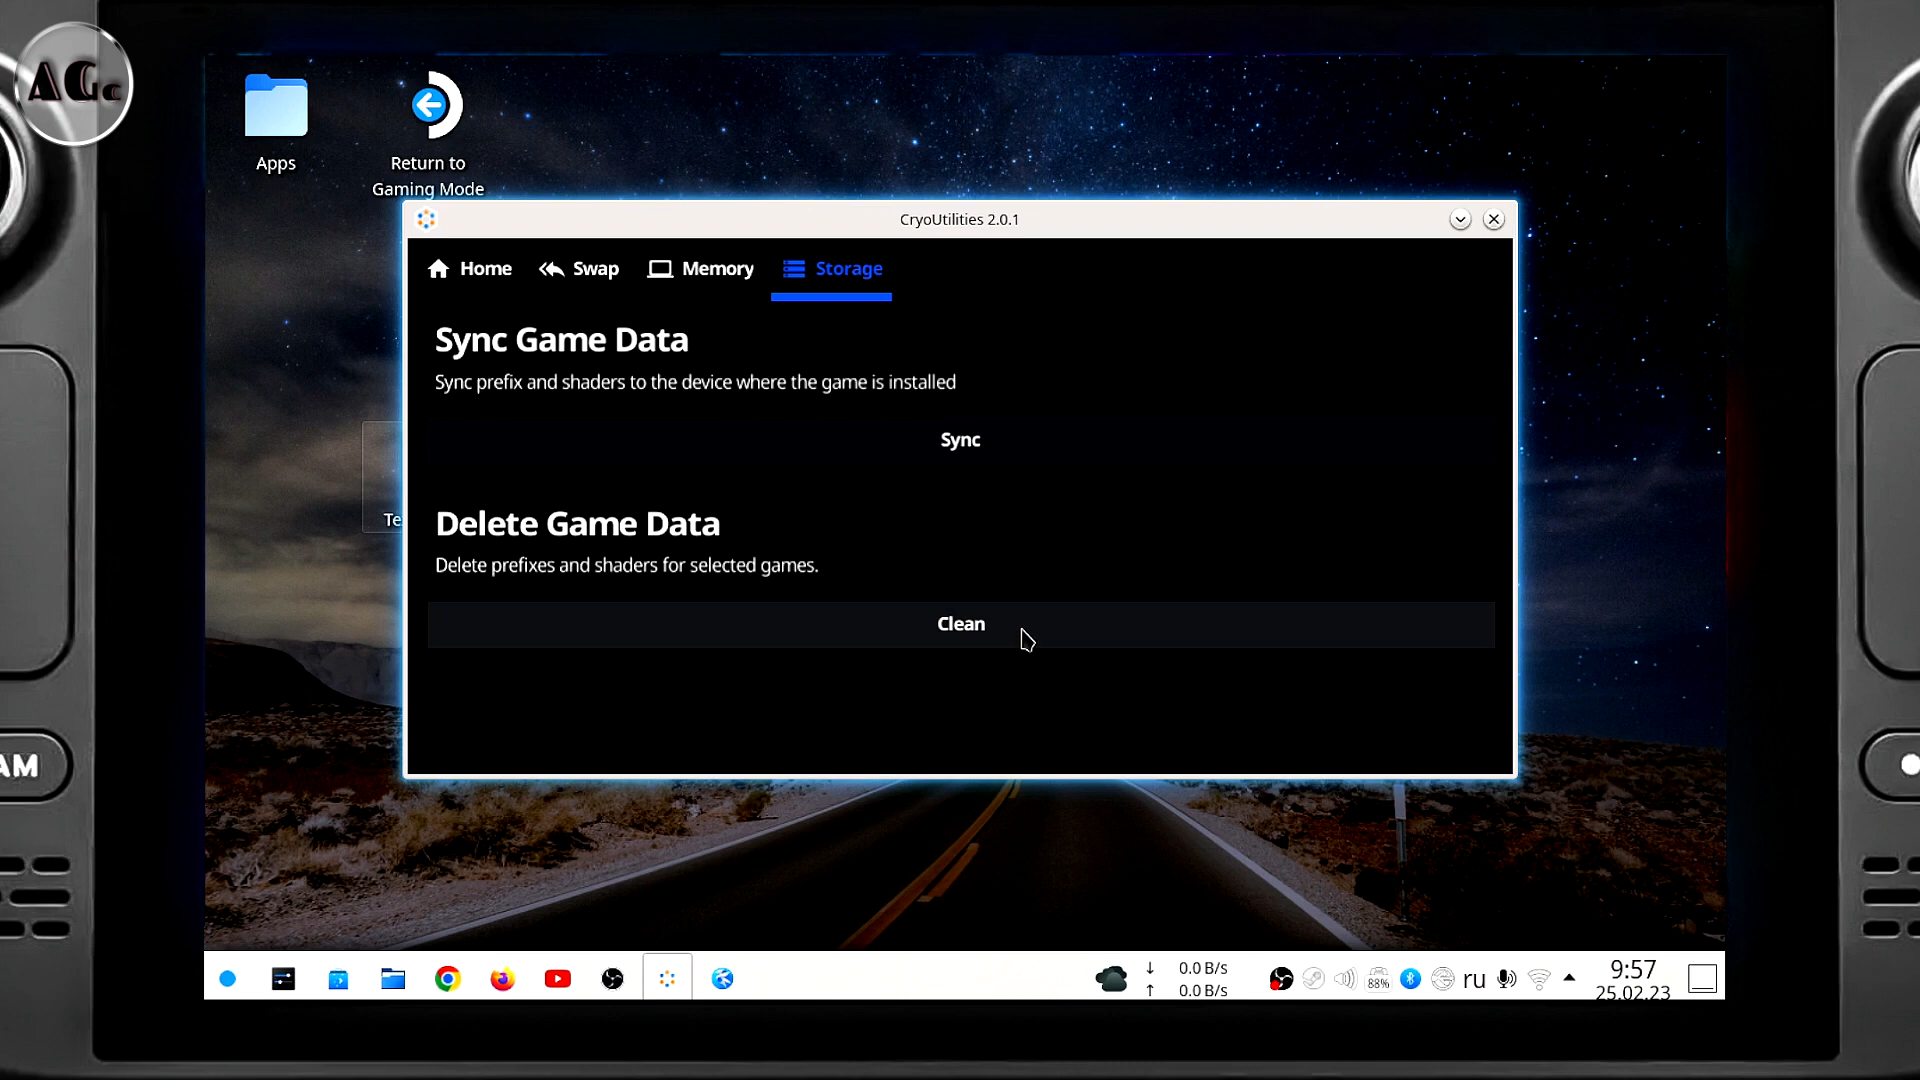 AGc
Apps
Return to
Gaming Mode
CryoUtilities 2.0.1
Home
Swap
Memory
Storage
Sync Game Data
Sync prefix and shaders to the device where the game is installed
Sync
Te
Delete Game Data
Delete prefixes and shaders for selected games.
Clean
AM
↓ 0.0 B/s
↑ 0.0 B/s
88%
ru
9:57
25.02.23